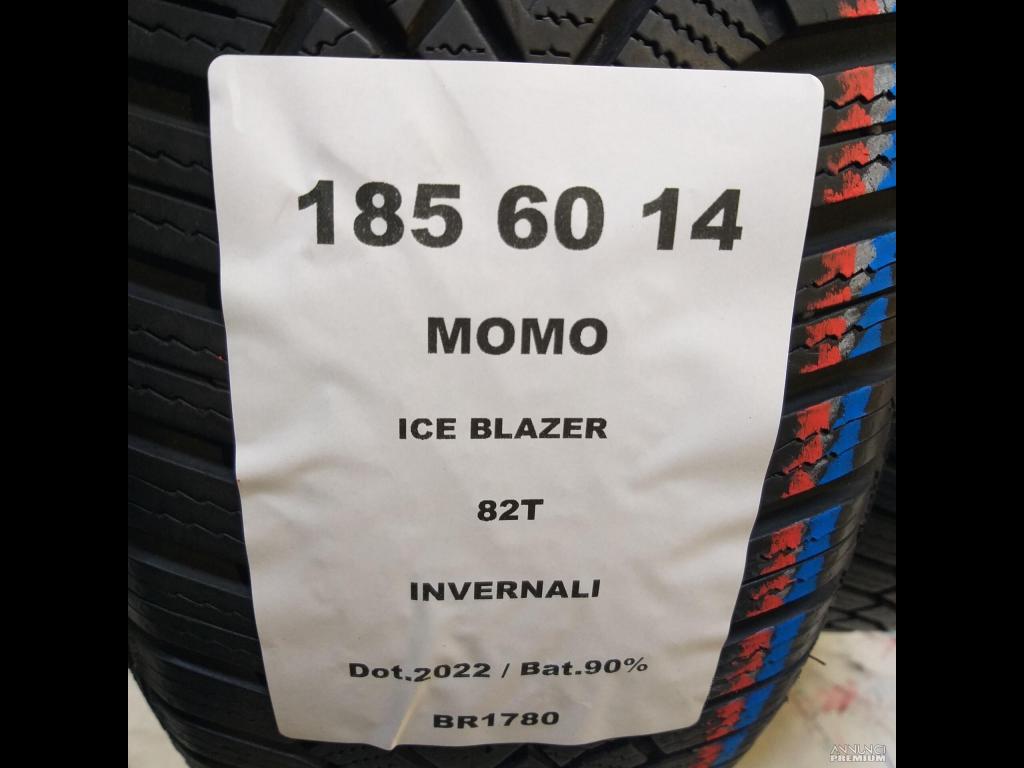 185 60 14
MOMO
ICE BLAZER
82T
INVERNALI
Dot.2022 / Bat.90%
BR1780
ANNUNCI
PREMIUM